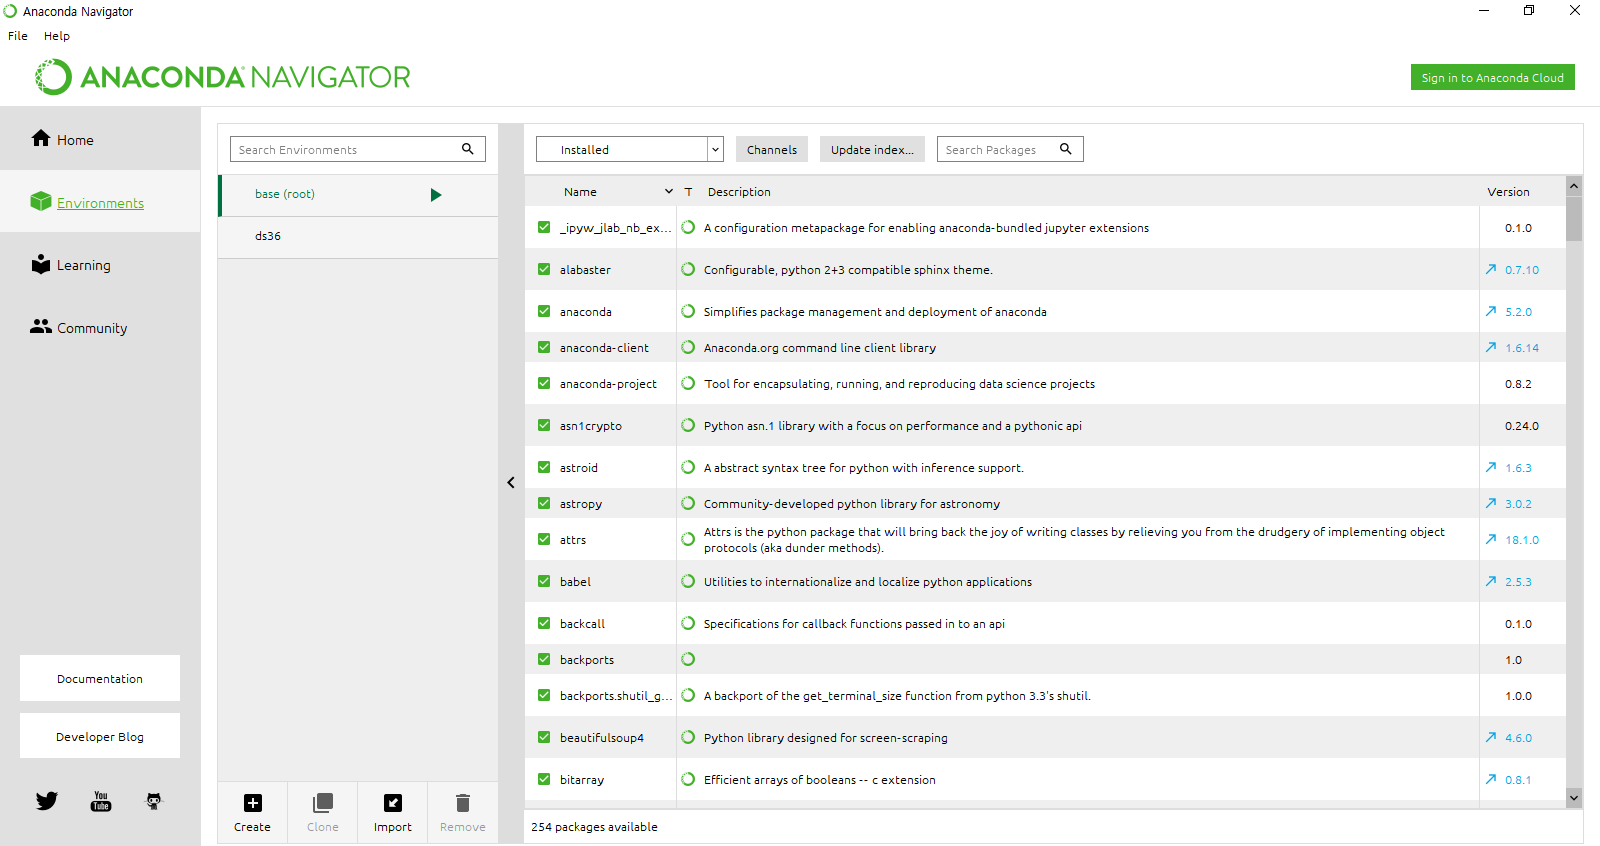 Anaconda Navigator
File Help
ANACONDA NAVIGATOR
Sign in to Anaconda Cloud
Home
Environments
Learning
Community
Documentation
Developer Blog
You Tube
Search Environments
base (root)
ds36
Create Clone Import Remove
Installed Channels Update index... Search Packages
Name T Description Version
_ipyw_jlab_nb_ex... A configuration metapackage for enabling anaconda-bundled jupyter extensions 0.1.0
alabaster Configurable, python 2+3 compatible sphinx theme. 0.7.10
anaconda Simplifies package management and deployment of anaconda 5.2.0
anaconda-client Anaconda.org command line client library 1.6.14
anaconda-project Tool for encapsulating, running, and reproducing data science projects 0.8.2
asn1crypto Python asn.1 library with a focus on performance and a pythonic api 0.24.0
astroid A abstract syntax tree for python with inference support. 1.6.3
astropy Community-developed python library for astronomy 3.0.2
attrs Attrs is the python package that will bring back the joy of writing classes by relieving you from the drudgery of implementing object
protocols (aka dunder methods). 18.1.0
babel Utilities to internationalize and localize python applications 2.5.3
backcall Specifications for callback functions passed in to an api 0.1.0
backports 1.0
backports.shutil_g... A backport of the get_terminal_size function from python 3.3's shutil. 1.0.0
beautifulsoup4 Python library designed for screen-scraping 4.6.0
bitarray Efficient arrays of booleans -- c extension 0.8.1
254 packages available